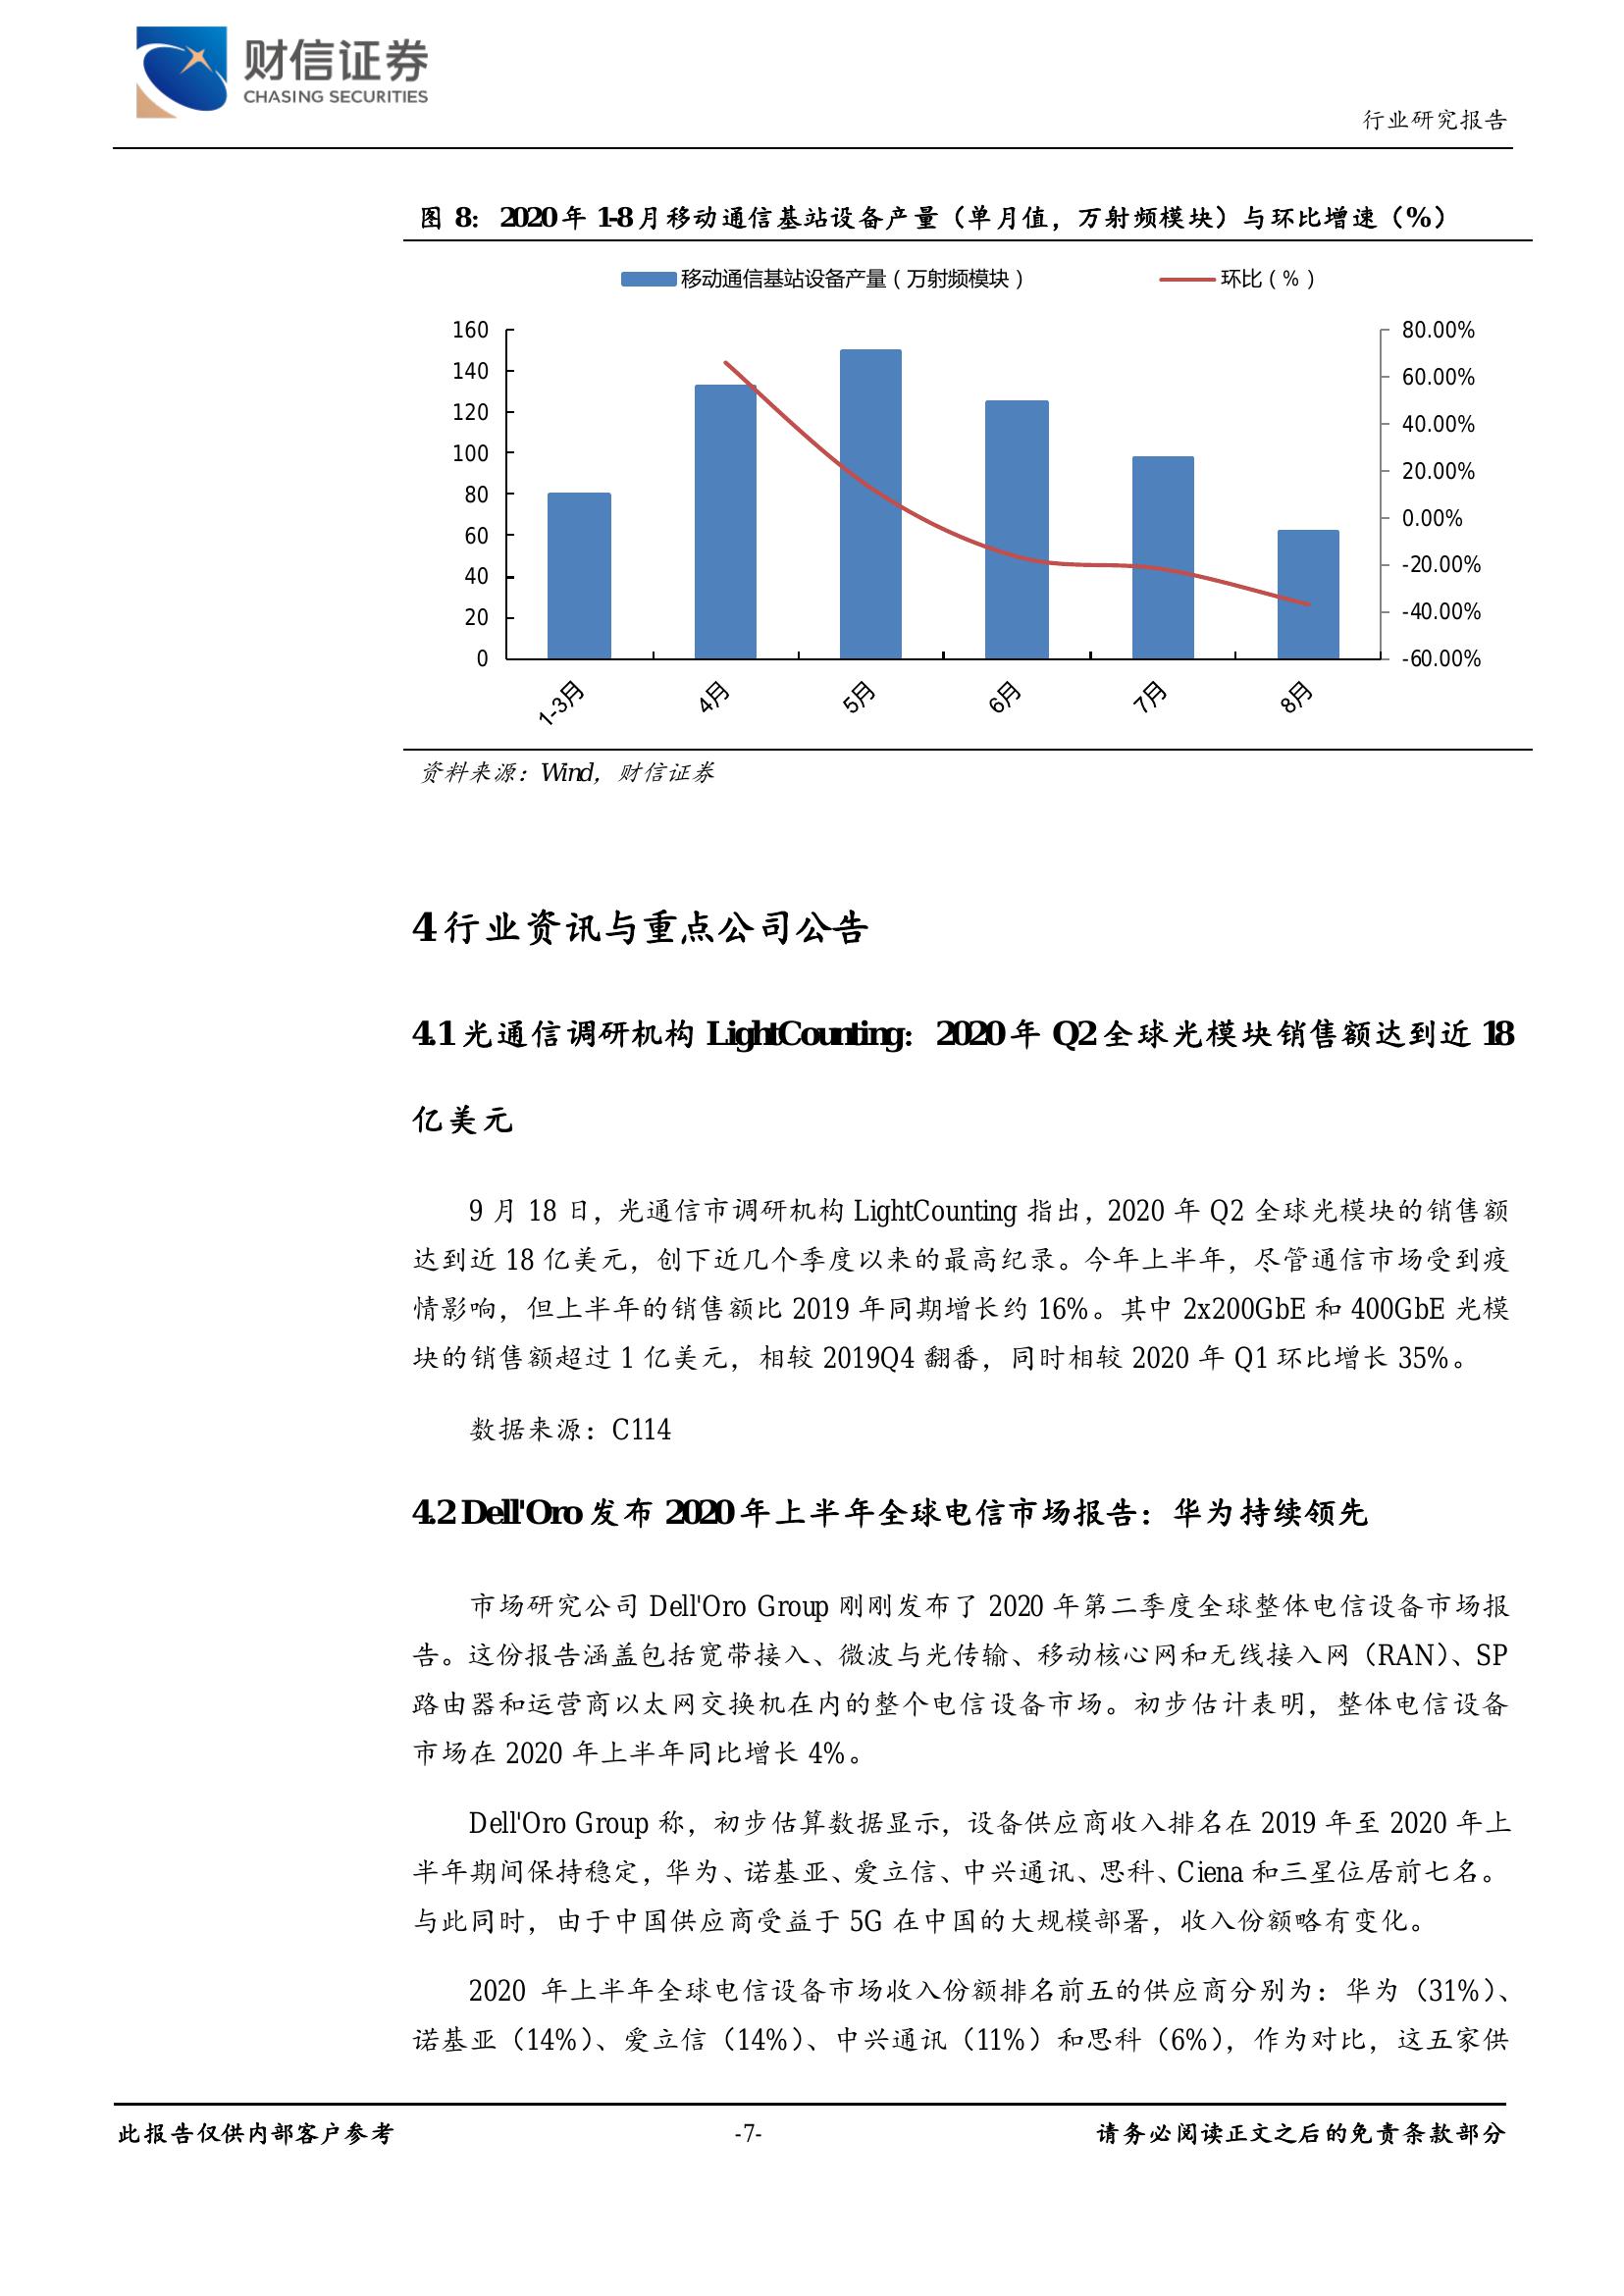 财信证券
CHASING SECURITIES
行业研究报告
图 8：2020 年 1-8 月移动通信基站设备产量（单月值，万射频模块）与环比增速（%）
移动通信基站设备产量（万射频模块） 环比（%）
160 80.00%
140 60.00%
120 40.00%
100 20.00%
80 0.00%
60 -20.00%
40 -40.00%
20 -60.00%
0
1-3月 4月 5月 6月 7月 8月
资料来源：Wind，财信证券
4 行业资讯与重点公司公告
4.1 光通信调研机构 LightCounting：2020 年 Q2 全球光模块销售额达到近 18
亿美元
9 月 18 日，光通信市调研机构 LightCounting 指出，2020 年 Q2 全球光模块的销售额
达到近 18 亿美元，创下近几个季度以来的最高纪录。今年上半年，尽管通信市场受到疫
情影响，但上半年的销售额比 2019 年同期增长约 16%。其中 2x200GbE 和 400GbE 光模
块的销售额超过 1 亿美元，相较 2019Q4 翻番，同时相较 2020 年 Q1 环比增长 35%。
数据来源：C114
4.2 Dell'Oro 发布 2020 年上半年全球电信市场报告：华为持续领先
市场研究公司 Dell'Oro Group 刚刚发布了 2020 年第二季度全球整体电信设备市场报
告。这份报告涵盖包括宽带接入、微波与光传输、移动核心网和无线接入网（RAN）、SP
路由器和运营商以太网交换机在内的整个电信设备市场。初步估计表明，整体电信设备
市场在 2020 年上半年同比增长 4%。
Dell'Oro Group 称，初步估算数据显示，设备供应商收入排名在 2019 年至 2020 年上
半年期间保持稳定，华为、诺基亚、爱立信、中兴通讯、思科、Ciena 和三星位居前七名。
与此同时，由于中国供应商受益于 5G 在中国的大规模部署，收入份额略有变化。
2020 年上半年全球电信设备市场收入份额排名前五的供应商分别为：华为（31%）、
诺基亚（14%）、爱立信（14%）、中兴通讯（11%）和思科（6%），作为对比，这五家供
此报告仅供内部客户参考 -7- 请务必阅读正文之后的免责条款部分